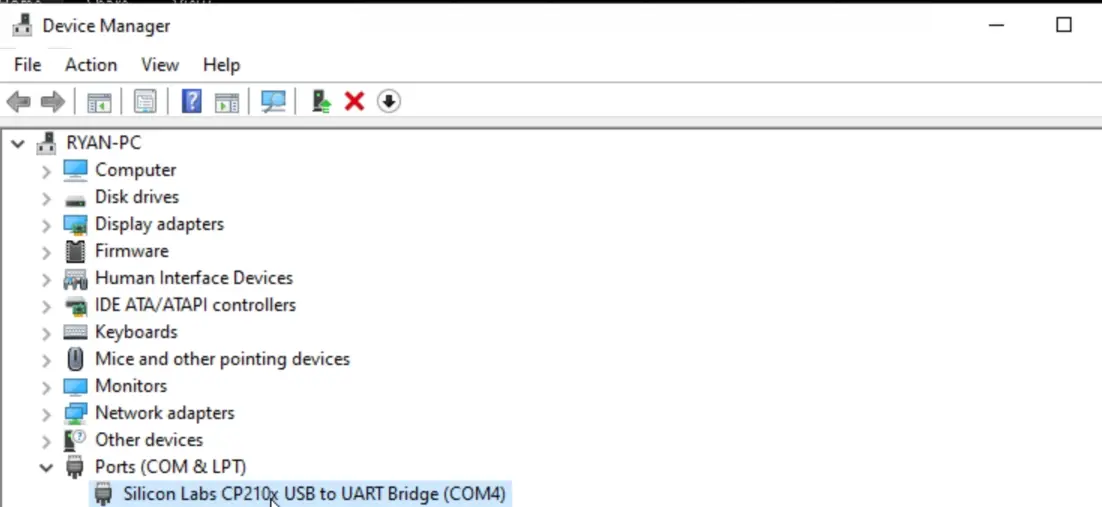 Device Manager
File Action View Help
RYAN-PC
Computer
Disk drives
Display adapters
Firmware
Human Interface Devices
IDE ATA/ATAPI controllers
Keyboards
Mice and other pointing devices
Monitors
Network adapters
Other devices
Ports (COM & LPT)
Silicon Labs CP210x USB to UART Bridge (COM4)